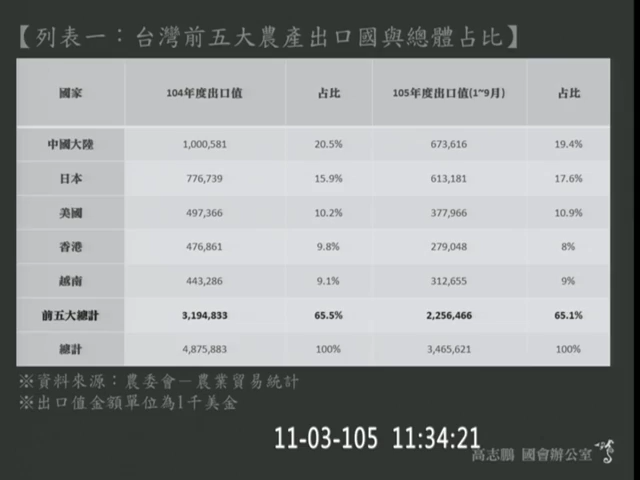 【列表一：台灣前五大農產出口國與總體占比】
國家 104年度出口值 占比 105年度出口值(1~9月) 占比
中國大陸 1,000,581 20.5% 673,616 19.4%
日本 776,739 15.9% 613,181 17.6%
美國 497,366 10.2% 377,966 10.9%
香港 476,861 9.8% 279,048 8%
越南 443,286 9.1% 312,655 9%
前五大總計 3,194,833 65.5% 2,256,466 65.1%
總計 4,875,883 100% 3,465,621 100%
※資料來源：農委會－農業貿易統計
※出口值金額單位為1千美金
11-03-105 11:34:21
高志鵬 國會辦公室